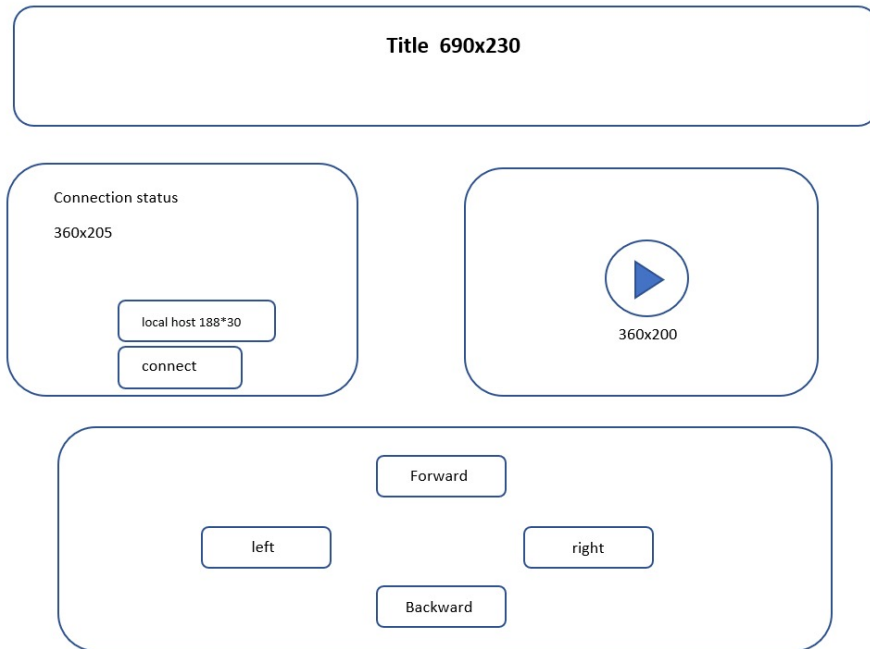 Title  690x230
Connection status
360x205
local host 188*30
connect
360x200
Forward
left
right
Backward